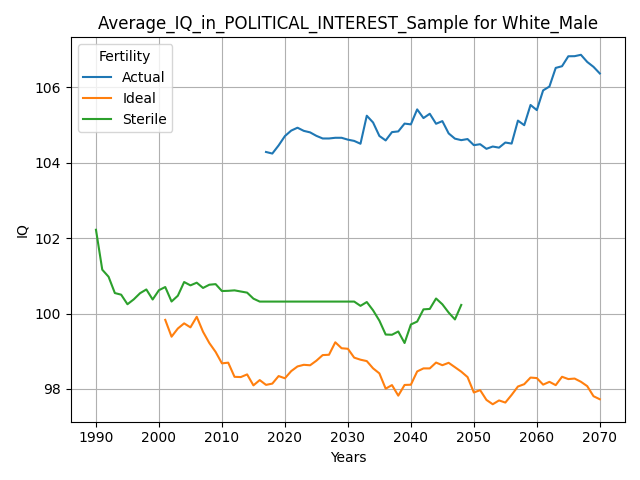 Average_IQ_in_POLITICAL_INTEREST_Sample for White_Male
Fertility
Actual
Ideal
Sterile
106
104
102
100
98
IQ
1990 2000 2010 2020 2030 2040 2050 2060 2070
Years